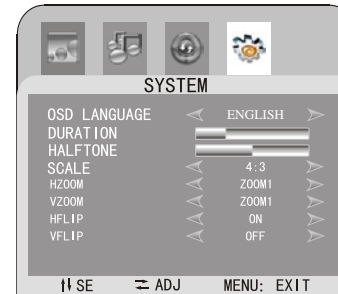 SYSTEM
OSD LANGUAGE ENGLISH
DURATION
HALFTONE
SCALE 4:3
HZOOM ZOOM1
VZOOM ZOOM1
HFLIP ON
VFLIP OFF
SE ADJ MENU: EXIT